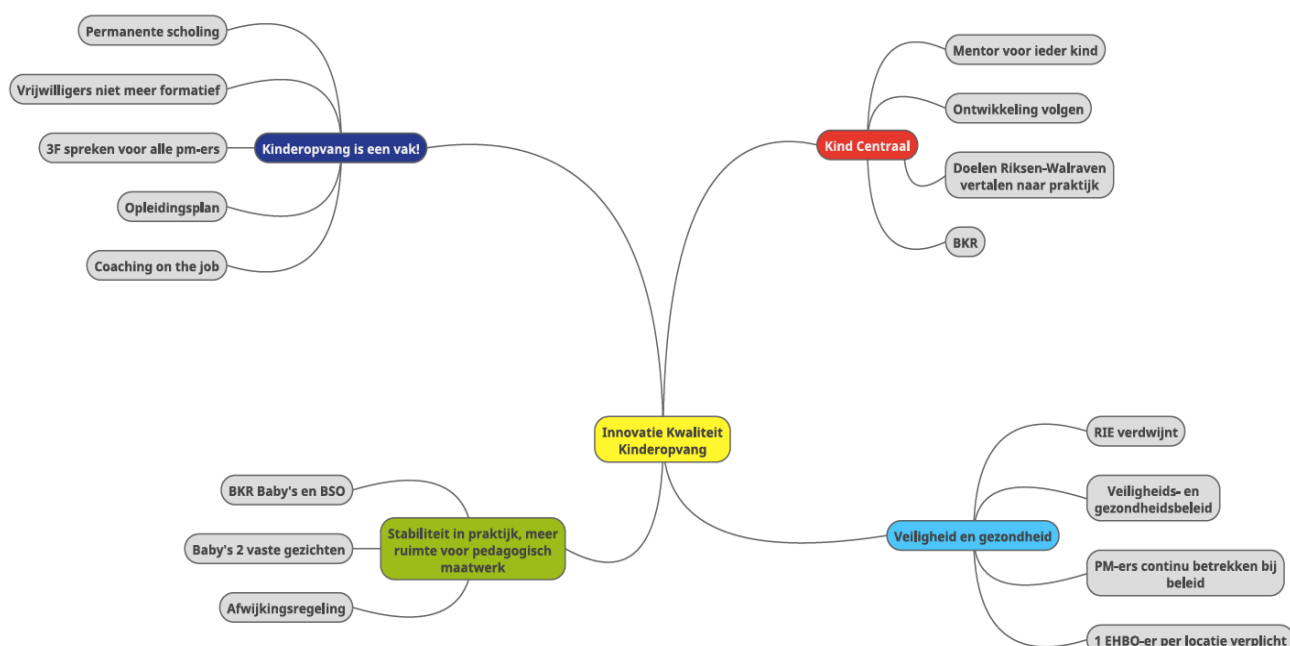 Permanente scholing
Vrijwilligers niet meer formatief
3F spreken voor alle pm-ers
Opleidingsplan
Coaching on the job
Kinderopvang is een vak!
Kind Centraal
Mentor voor ieder kind
Ontwikkeling volgen
Doelen Riksen-Walraven
vertalen naar praktijk
BKR
Innovatie Kwaliteit
Kinderopvang
BKR Baby's en BSO
Baby's 2 vaste gezichten
Afwijkingsregeling
Stabiliteit in praktijk, meer
ruimte voor pedagogisch
maatwerk
Veiligheid en gezondheid
RIE verdwijnt
Veiligheids- en
gezondheidsbeleid
PM-ers continu betrekken bij
beleid
1 EHBO-er per locatie verplicht